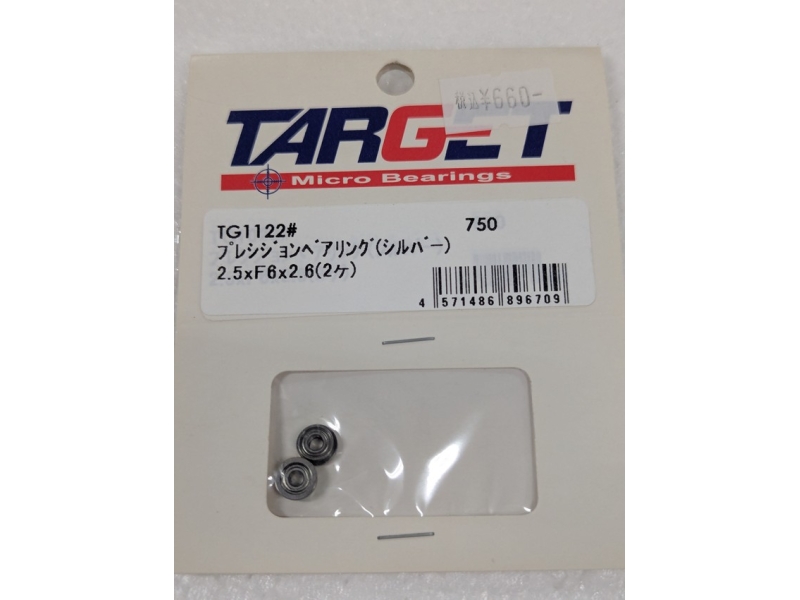 税込¥660-
TARGET
Micro Bearings
TG1122# 750
プレシジョンベアリング(シルバー)
2.5xF6x2.6(2ケ)
4 571486 896709